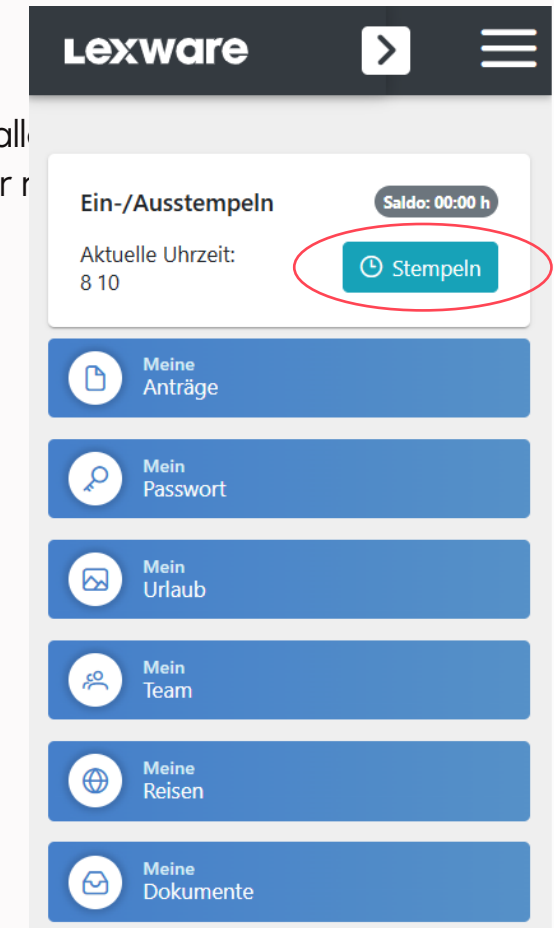 Lexware
Ein-/Ausstempeln
Saldo: 00:00 h
Aktuelle Uhrzeit:
8 10
Stempeln
Meine
Anträge
Mein
Passwort
Mein
Urlaub
Mein
Team
Meine
Reisen
Meine
Dokumente